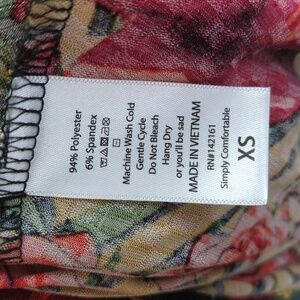 94% Polyester
6% Spandex
Machine Wash Cold
Gentle Cycle
Do Not Bleach
Hang Dry
or you'll be sad
MADE IN VIETNAM
RN#142161
Simply Comfortable
XS